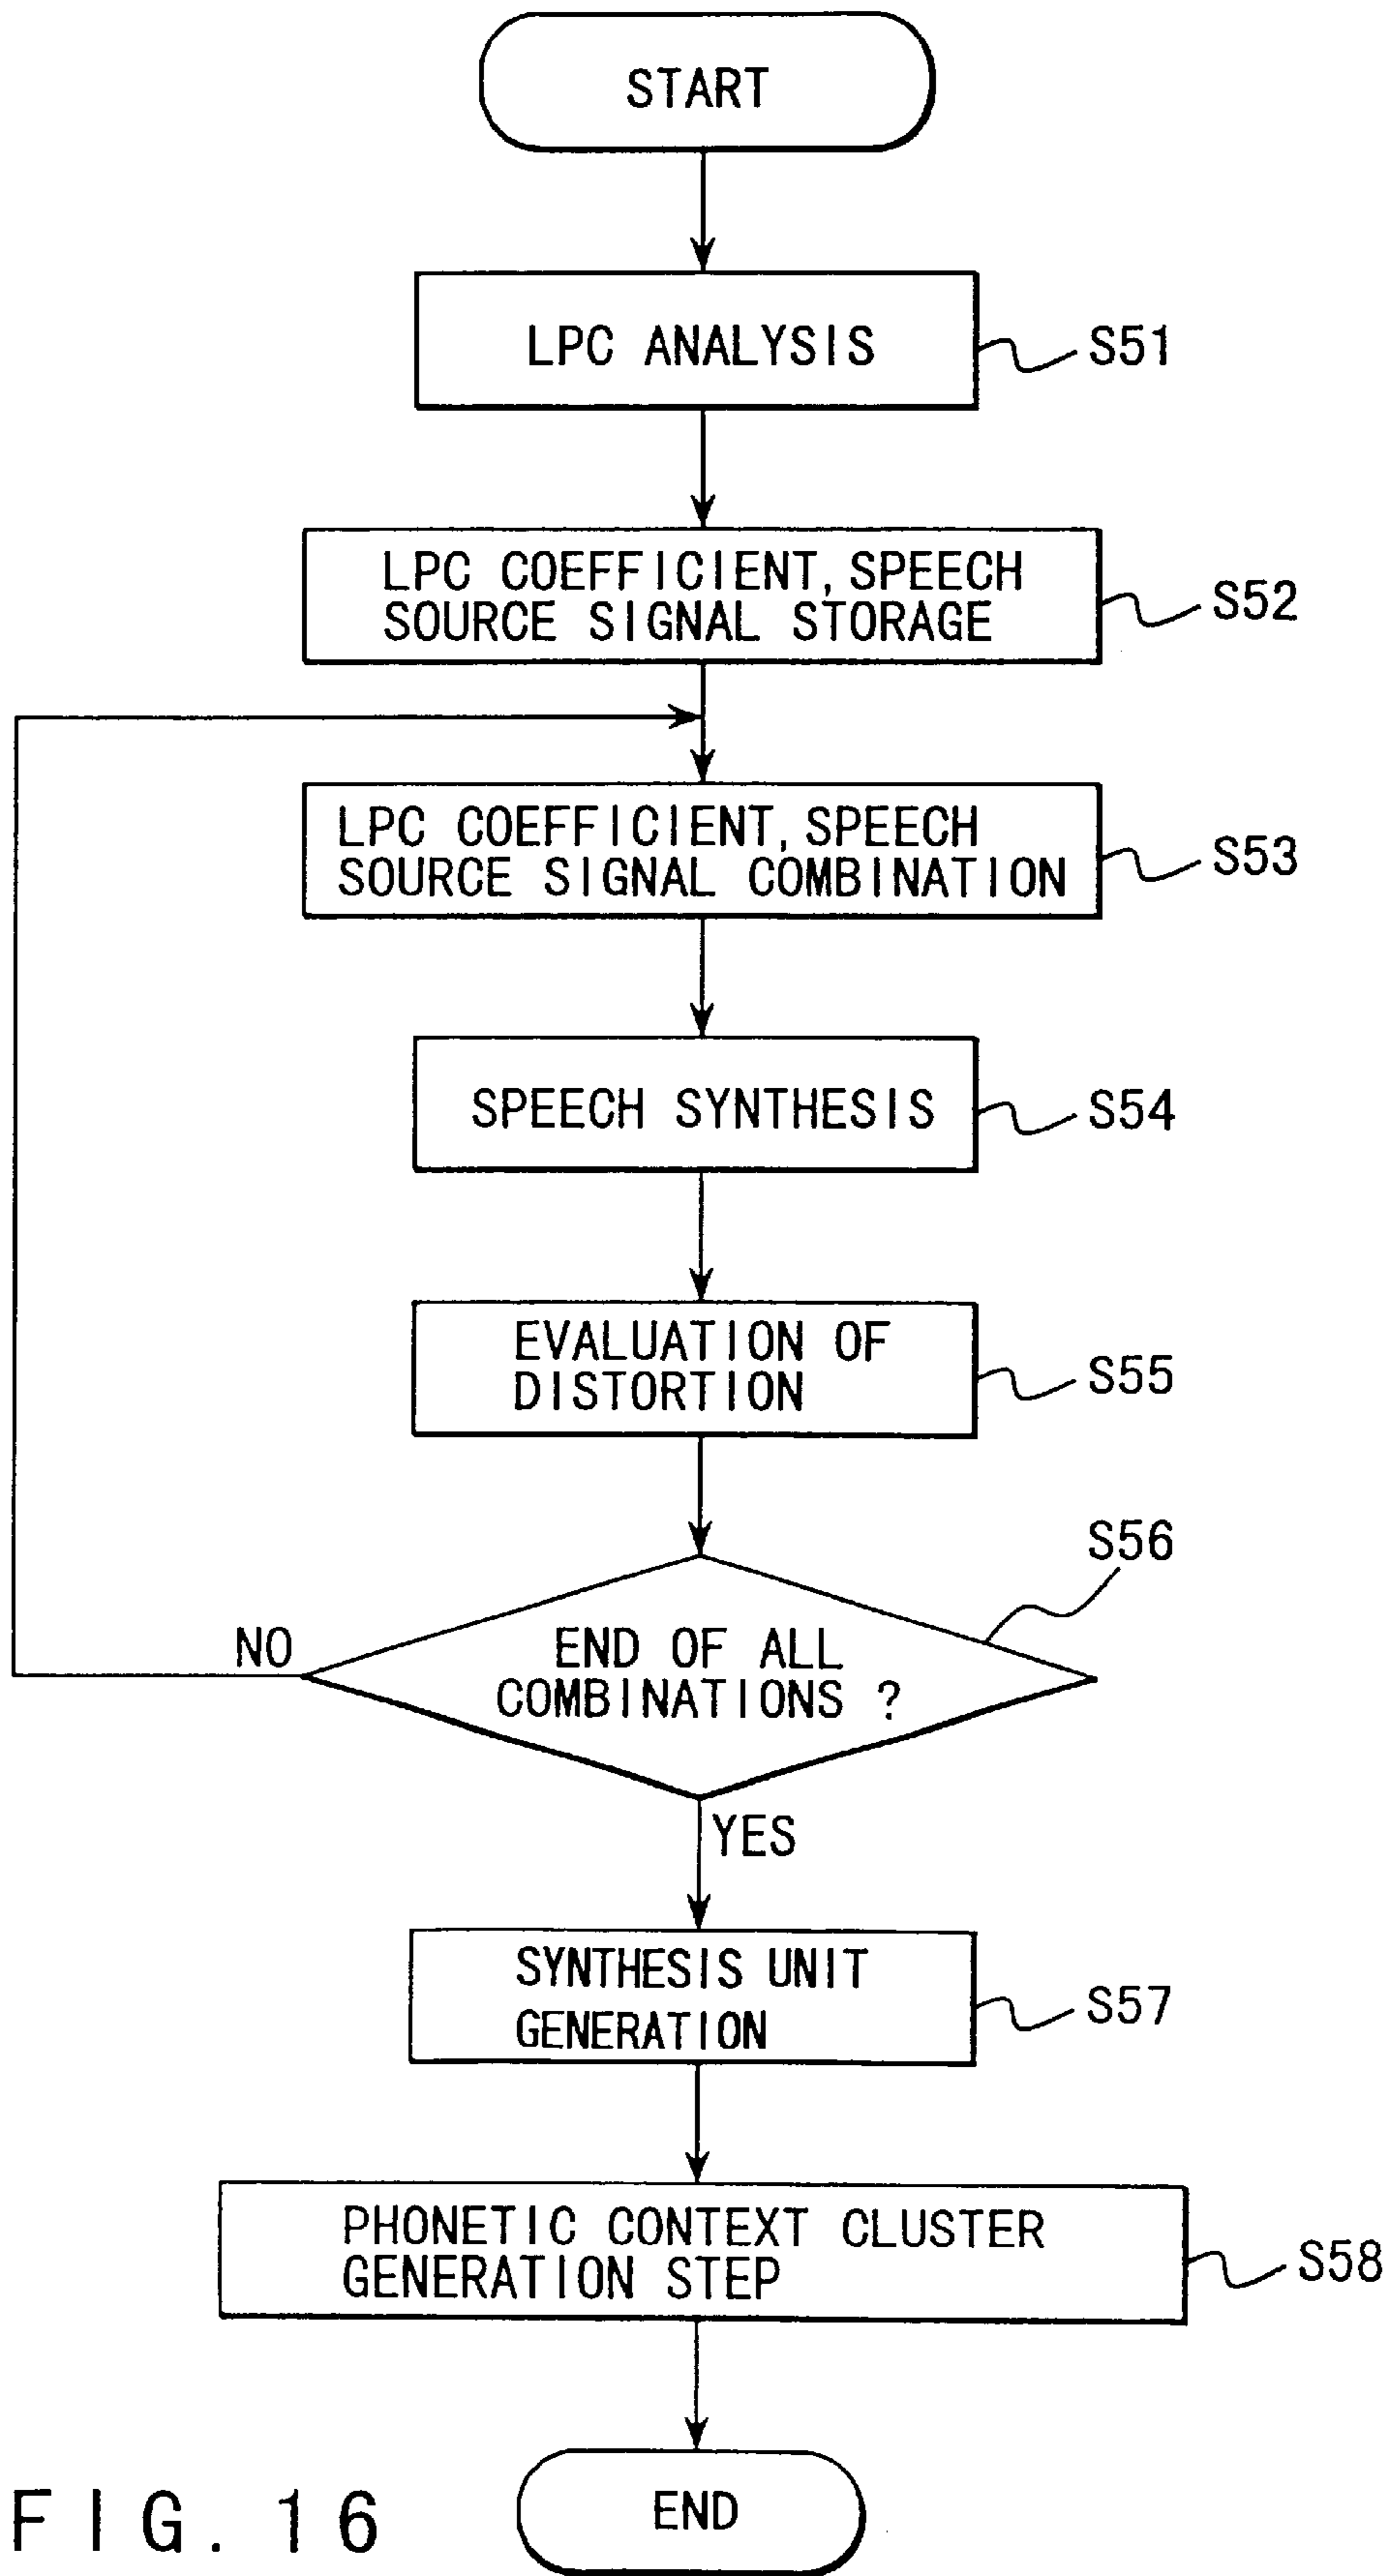 START
LPC ANALYSIS
S51
LPC COEFFICIENT, SPEECH
SOURCE SIGNAL STORAGE
S52
LPC COEFFICIENT, SPEECH
SOURCE SIGNAL COMBINATION
S53
SPEECH SYNTHESIS
S54
EVALUATION OF
DISTORTION
S55
S56
NO
END OF ALL
COMBINATIONS ?
YES
SYNTHESIS UNIT
GENERATION
S57
PHONETIC CONTEXT CLUSTER
GENERATION STEP
S58
END
FIG. 16